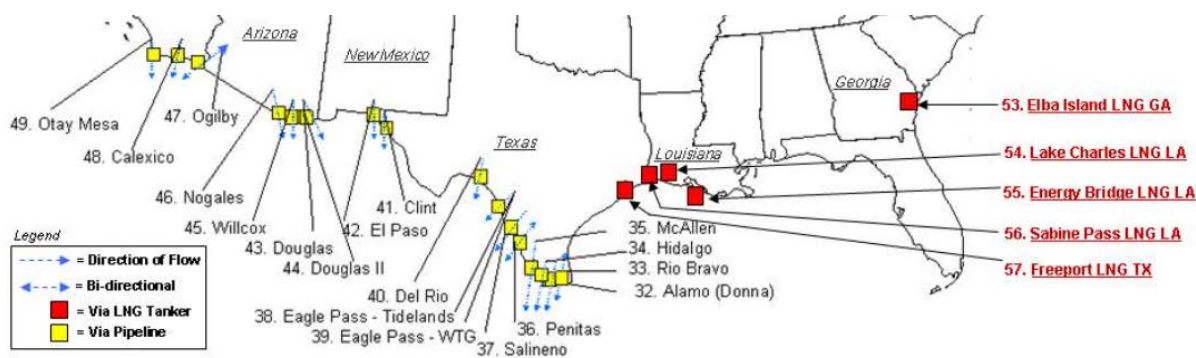 Arizona
New Mexico
Texas
Louisiana
Georgia
49. Otay Mesa
48. Calexico
47. Ogilby
46. Nogales
45. Willcox
43. Douglas
44. Douglas II
42. El Paso
41. Clint
40. Del Rio
38. Eagle Pass - Tidelands
39. Eagle Pass - WTG
37. Salineno
36. Penitas
35. McAllen
34. Hidalgo
33. Rio Bravo
32. Alamo (Donna)
53. Elba Island LNG GA
54. Lake Charles LNG LA
55. Energy Bridge LNG LA
56. Sabine Pass LNG LA
57. Freeport LNG TX
Legend
= Direction of Flow
= Bi-directional
= Via LNG Tanker
= Via Pipeline